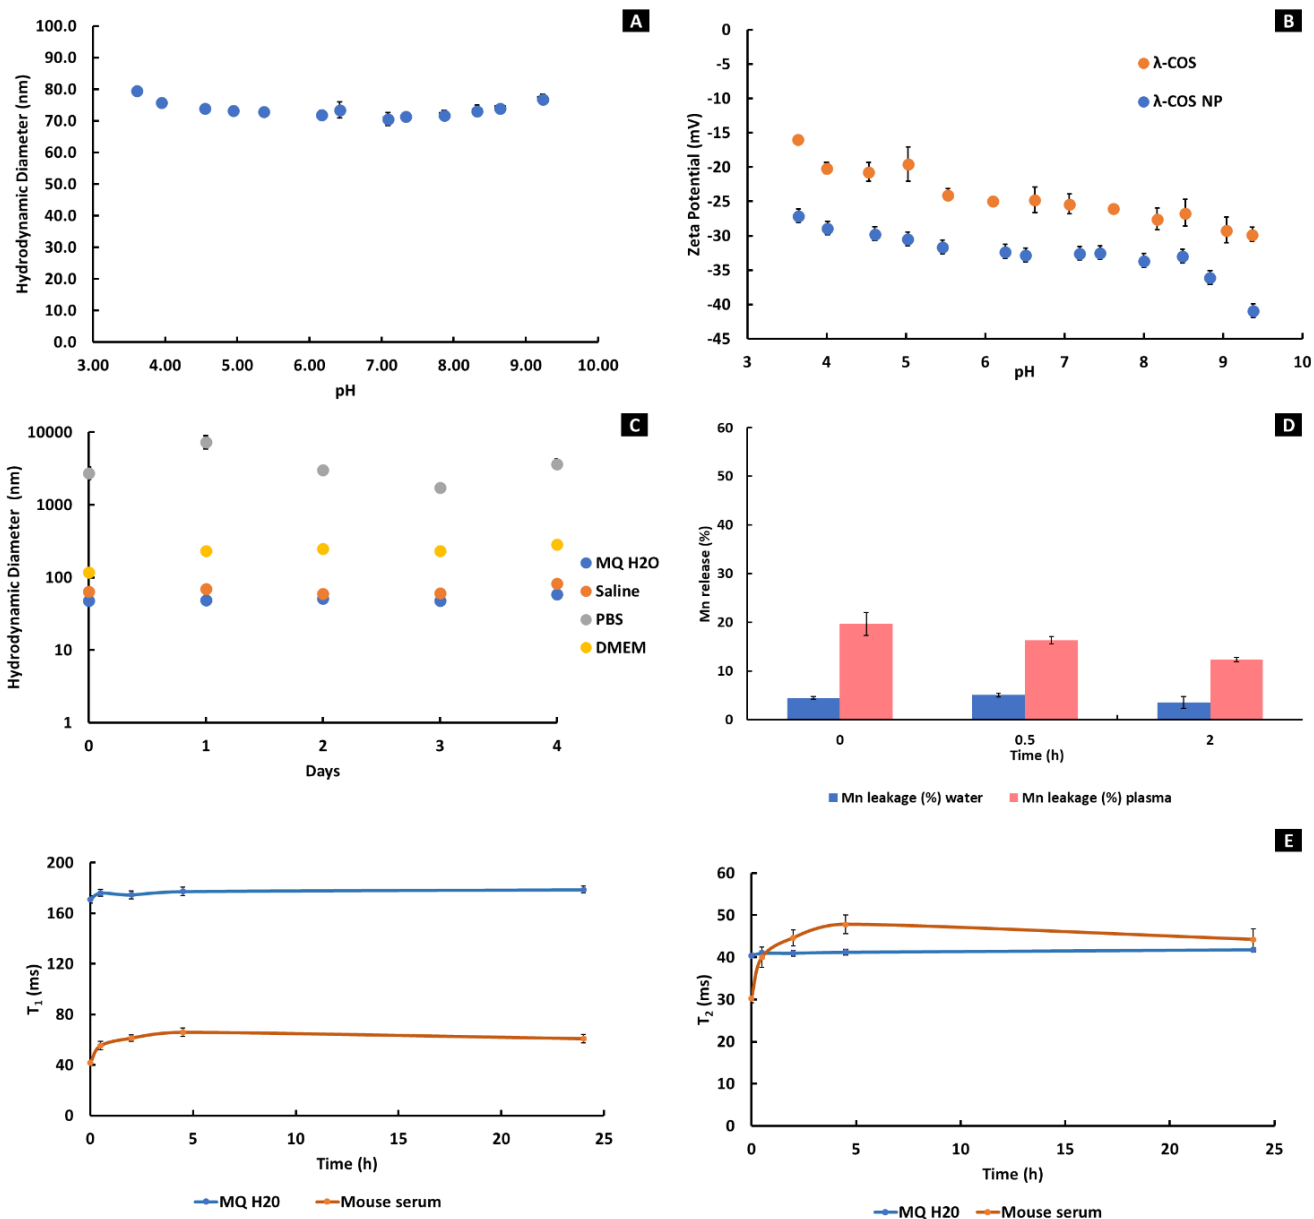 A
100.0
90.0
80.0
70.0
60.0
50.0
40.0
30.0
20.0
10.0
0.0
Hydrodynamic Diameter (nm)
3.00 4.00 5.00 6.00 7.00 8.00 9.00 10.00
pH
B
0
-5
-10
-15
-20
-25
-30
-35
-40
-45
Zeta Potential (mV)
λ-COS
λ-COS NP
3 4 5 6 7 8 9 10
pH
C
10000
1000
100
10
1
Hydrodynamic Diameter (nm)
MQ H2O
Saline
PBS
DMEM
0 1 2 3 4
Days
D
60
50
40
30
20
10
0
Mn release (%)
0 0.5 2
Time (h)
Mn leakage (%) water Mn leakage (%) plasma
200
160
120
80
40
0
T1 (ms)
0 5 10 15 20 25
Time (h)
MQ H20 Mouse serum
E
60
50
40
30
20
10
0
T2 (ms)
0 5 10 15 20 25
Time (h)
MQ H20 Mouse serum